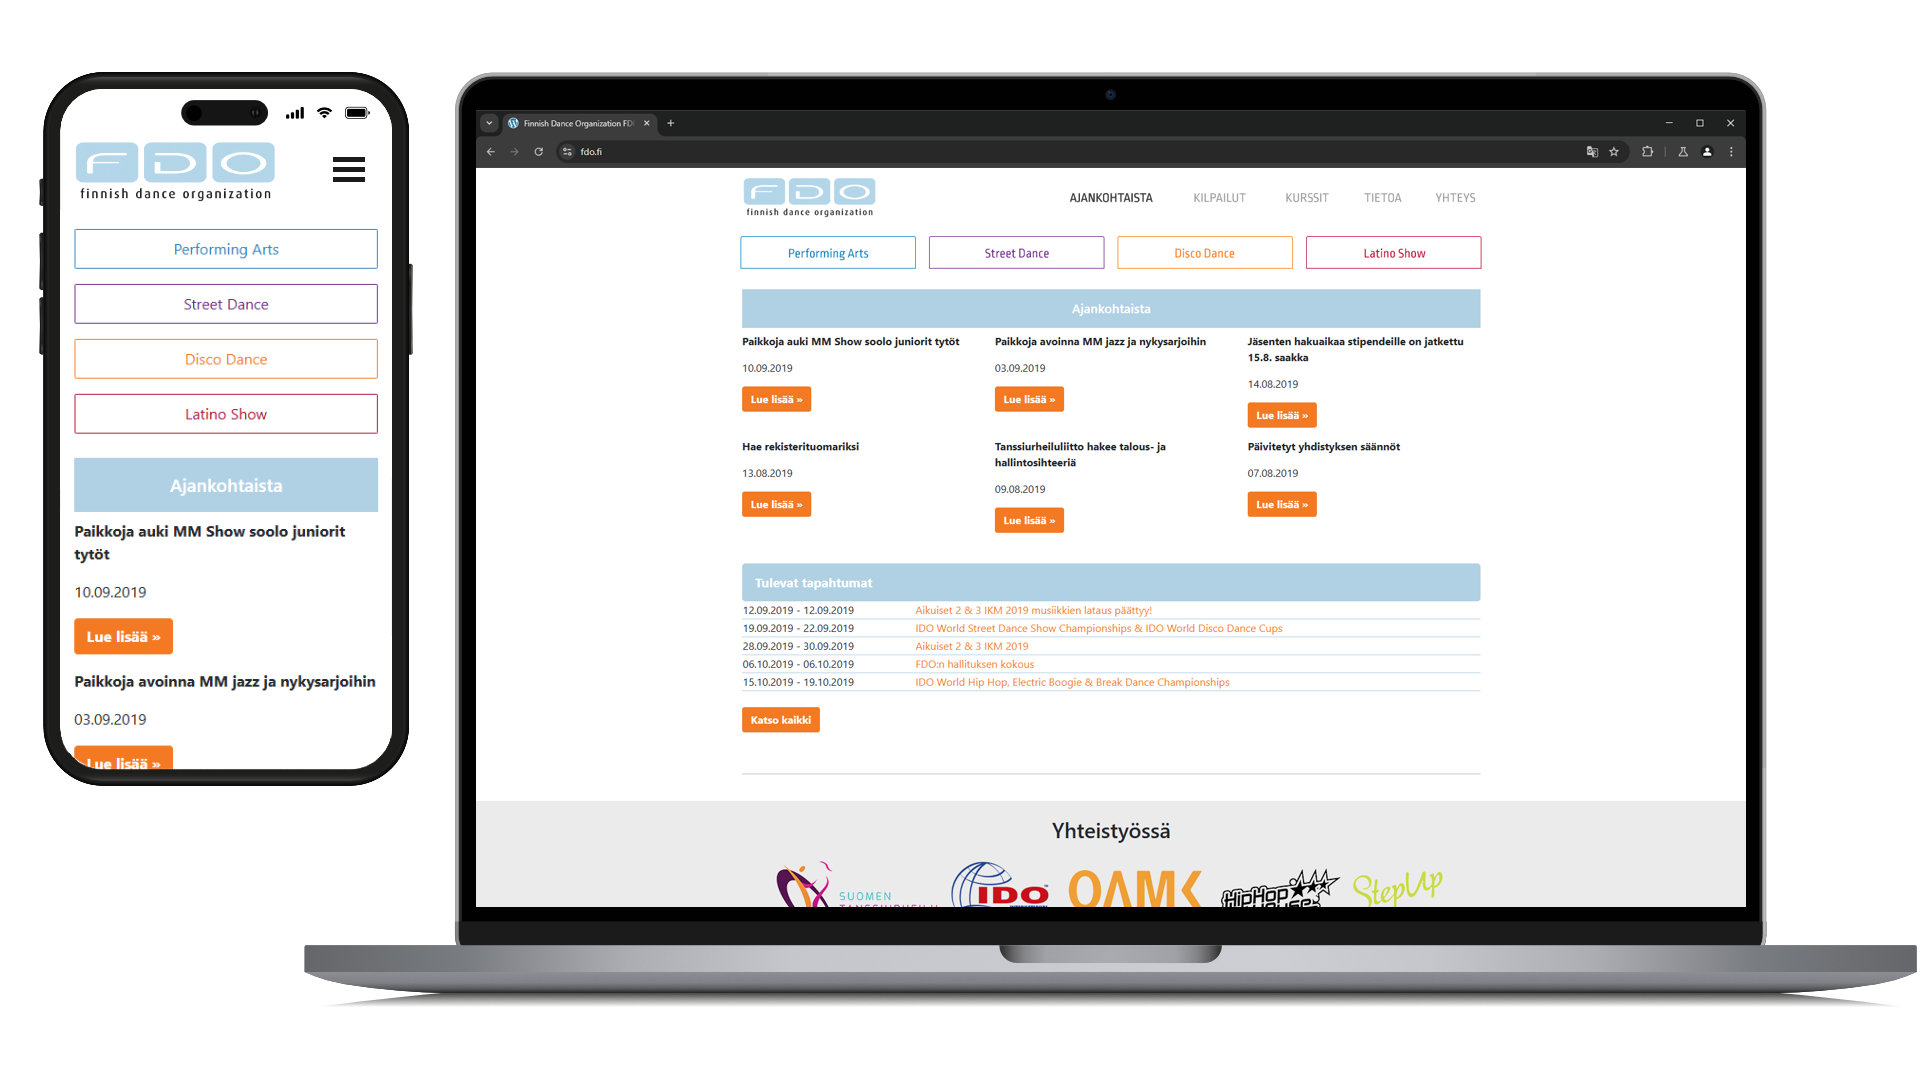 FDO
finnish dance organization
Performing Arts
Street Dance
Disco Dance
Latino Show
Ajankohtaista
Paikkoja auki MM Show soolo juniorit
tytöt
10.09.2019
Lue lisää »
Paikkoja avoinna MM jazz ja nykysarjoihin
03.09.2019
Lue lisää »
Finnish Dance Organization FD
fdo.fi
FDO
finnish dance organization
AJANKOHTAISTA
KILPAILUT
KURSSIT
TIETOA
YHTEYS
Performing Arts
Street Dance
Disco Dance
Latino Show
Ajankohtaista
Paikkoja auki MM Show soolo juniorit tytöt
10.09.2019
Lue lisää »
Paikkoja avoinna MM jazz ja nykysarjoihin
03.09.2019
Lue lisää »
Jäsenten hakuaikaa stipendeille on jatkettu
15.8. saakka
14.08.2019
Lue lisää »
Hae rekisterituomariksi
13.08.2019
Lue lisää »
Tanssiurheiluliitto hakee talous- ja
hallintosihteeriä
09.08.2019
Lue lisää »
Päivitetyt yhdistyksen säännöt
07.08.2019
Lue lisää »
Tulevat tapahtumat
12.09.2019 - 12.09.2019 Aikuiset 2 & 3 IKM 2019 musiikkien lataus päättyy!
19.09.2019 - 22.09.2019 IDO World Street Dance Show Championships & IDO World Disco Dance Cups
28.09.2019 - 30.09.2019 Aikuiset 2 & 3 IKM 2019
06.10.2019 - 06.10.2019 FDO:n hallituksen kokous
15.10.2019 - 19.10.2019 IDO World Hip Hop, Electric Boogie & Break Dance Championships
Katso kaikki
Yhteistyössä
SUOMEN
IDO
OAMK
HipHop
StepUp